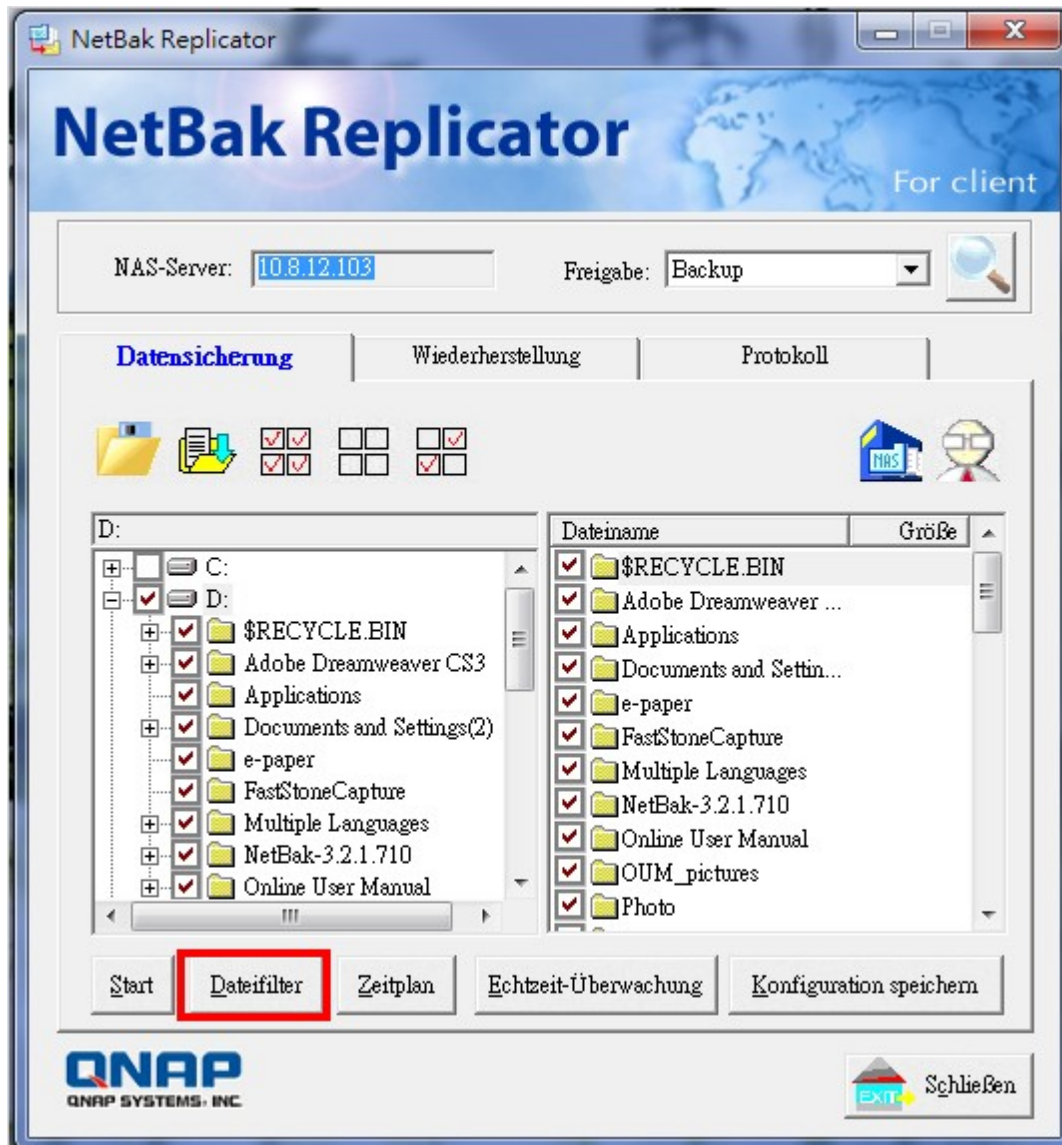 NetBak Replicator
NetBak Replicator
For client
NAS-Server: 10.8.12.103 Freigabe: Backup
Datensicherung Wiederherstellung Protokoll
NAS
D:
C:
D:
$RECYCLE.BIN
Adobe Dreamweaver CS3
Applications
Documents and Settings(2)
e-paper
FastStoneCapture
Multiple Languages
NetBak-3.2.1.710
Online User Manual
Dateiname Größe
$RECYCLE.BIN
Adobe Dreamweaver ...
Applications
Documents and Settin...
e-paper
FastStoneCapture
Multiple Languages
NetBak-3.2.1.710
Online User Manual
OUM_pictures
Photo
Start Dateifilter Zeitplan Echtzeit-Überwachung Konfiguration speichern
QNAP
QNAP SYSTEMS, INC.
EXIT Schließen